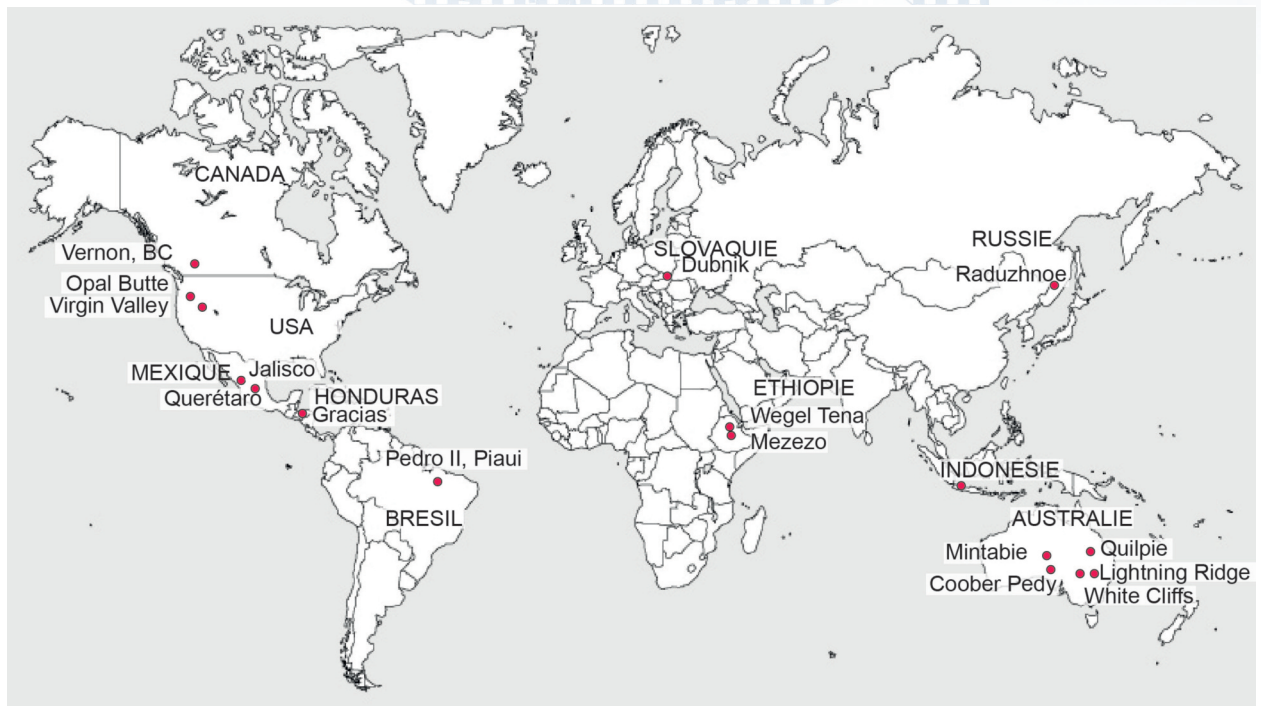 CANADA
Vernon, BC
Opal Butte
Virgin Valley
USA
MEXIQUE
Jalisco
Querétaro
HONDURAS
Gracias
Pedro II, Piaui
BRESIL
SLOVAQUIE
Dubnik
RUSSIE
Raduzhnoe
ETHIOPIE
Wegel Tena
Mezezo
INDONESIE
AUSTRALIE
Mintabie
Quilpie
Coober Pedy
Lightning Ridge
White Cliffs